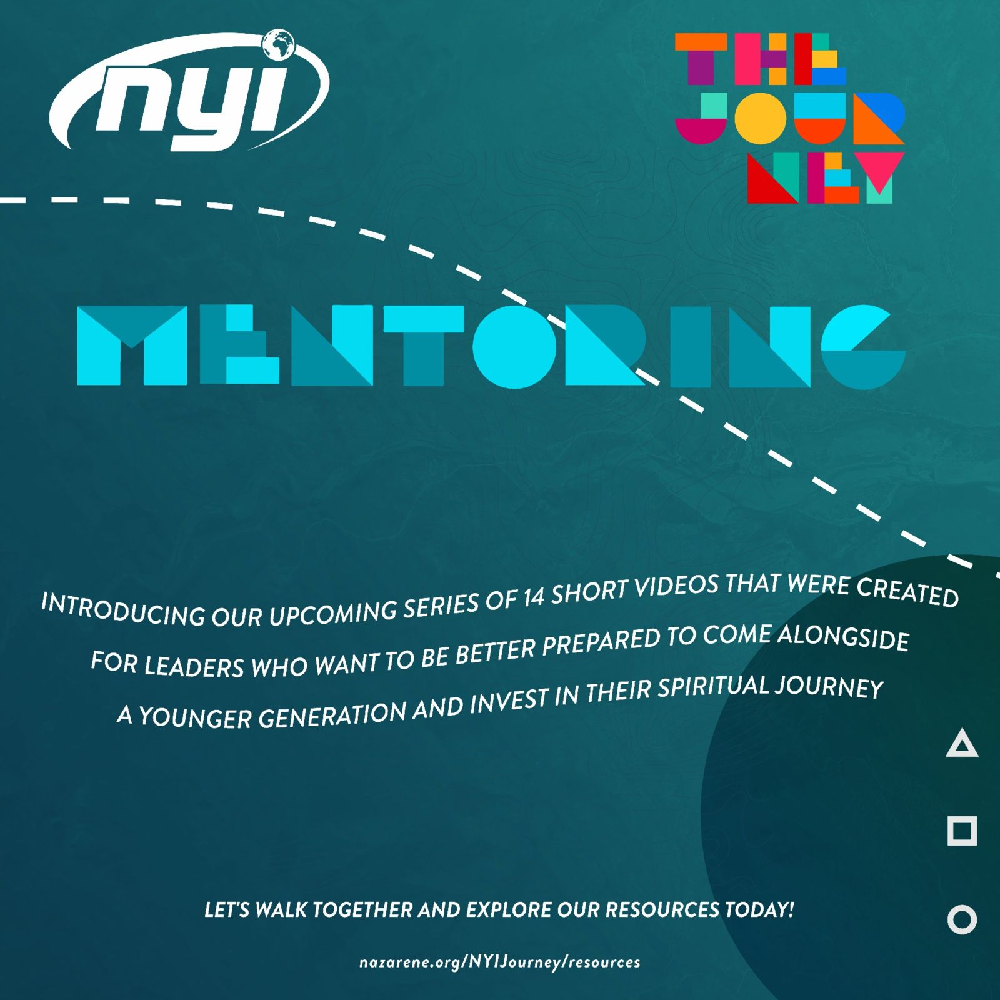 nyi
THE
JOUR
NEY
MENTORING
INTRODUCING OUR UPCOMING SERIES OF 14 SHORT VIDEOS THAT WERE CREATED
FOR LEADERS WHO WANT TO BE BETTER PREPARED TO COME ALONGSIDE
A YOUNGER GENERATION AND INVEST IN THEIR SPIRITUAL JOURNEY
LET'S WALK TOGETHER AND EXPLORE OUR RESOURCES TODAY!
nazarene.org/NYIJourney/resources